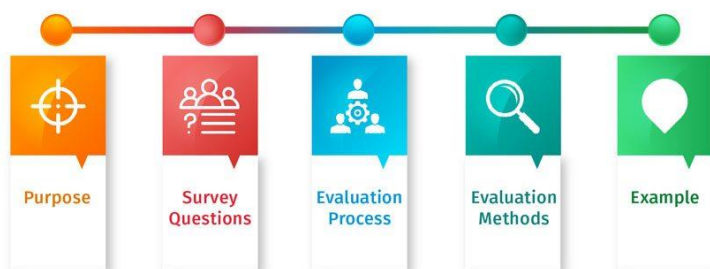 Purpose
Survey
Questions
Evaluation
Process
Evaluation
Methods
Example